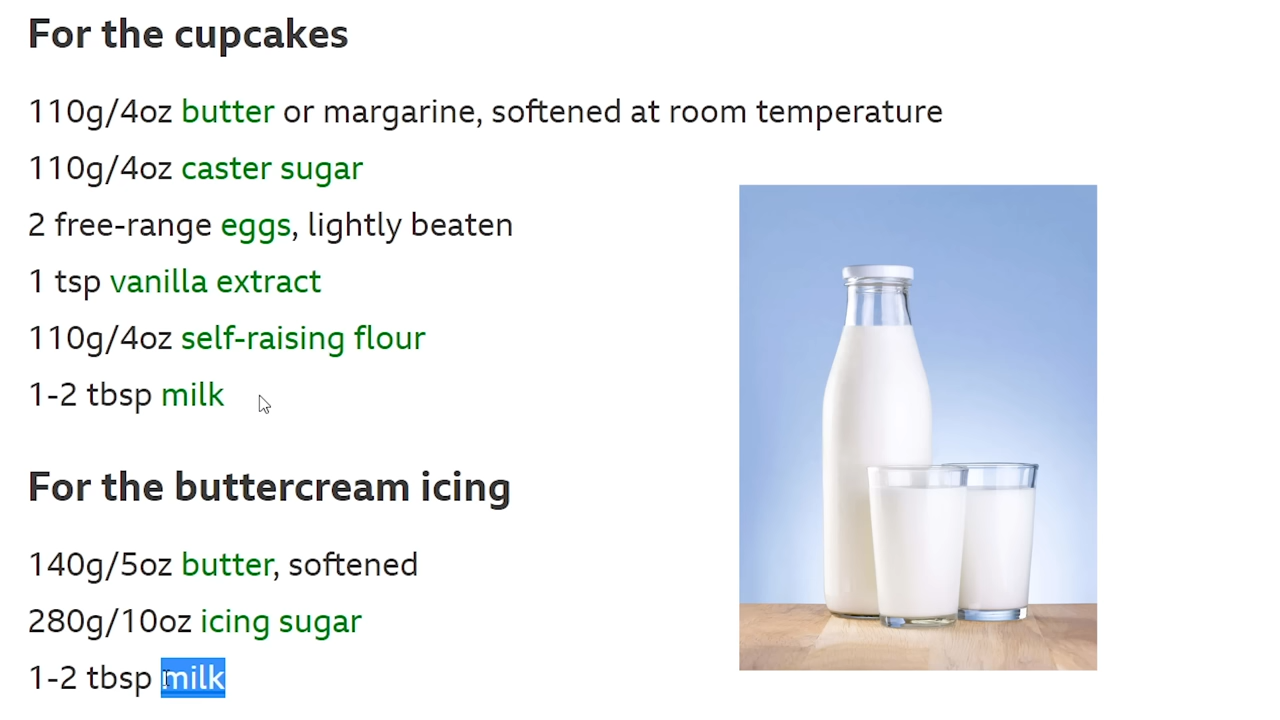 For the cupcakes
110g/4oz butter or margarine, softened at room temperature
110g/4oz caster sugar
2 free-range eggs, lightly beaten
1 tsp vanilla extract
110g/4oz self-raising flour
1-2 tbsp milk
For the buttercream icing
140g/5oz butter, softened
280g/10oz icing sugar
1-2 tbsp milk